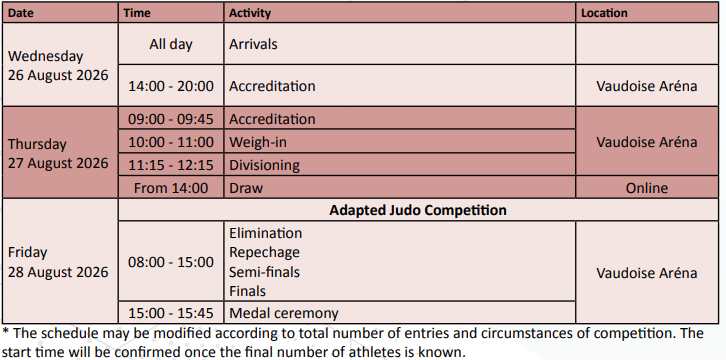 Date Time Activity Location
Wednesday
26 August 2026
All day Arrivals
14:00 - 20:00 Accreditation Vaudoise Aréna
Thursday
27 August 2026
09:00 - 09:45 Accreditation
10:00 - 11:00 Weigh-in
11:15 - 12:15 Divisioning
Vaudoise Aréna
From 14:00 Draw Online
Friday
28 August 2026
Adapted Judo Competition
08:00 - 15:00
Elimination
Repechage
Semi-finals
Finals
15:00 - 15:45 Medal ceremony
Vaudoise Aréna
* The schedule may be modified according to total number of entries and circumstances of competition. The
start time will be confirmed once the final number of athletes is known.